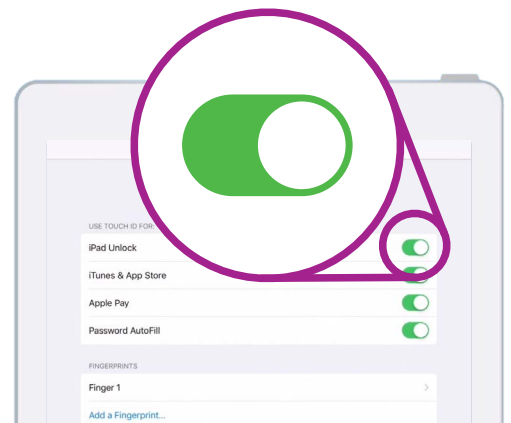 USE TOUCH ID FOR:
iPad Unlock
iTunes & App Store
Apple Pay
Password AutoFill
FINGERPRINTS
Finger 1
Add a Fingerprint...